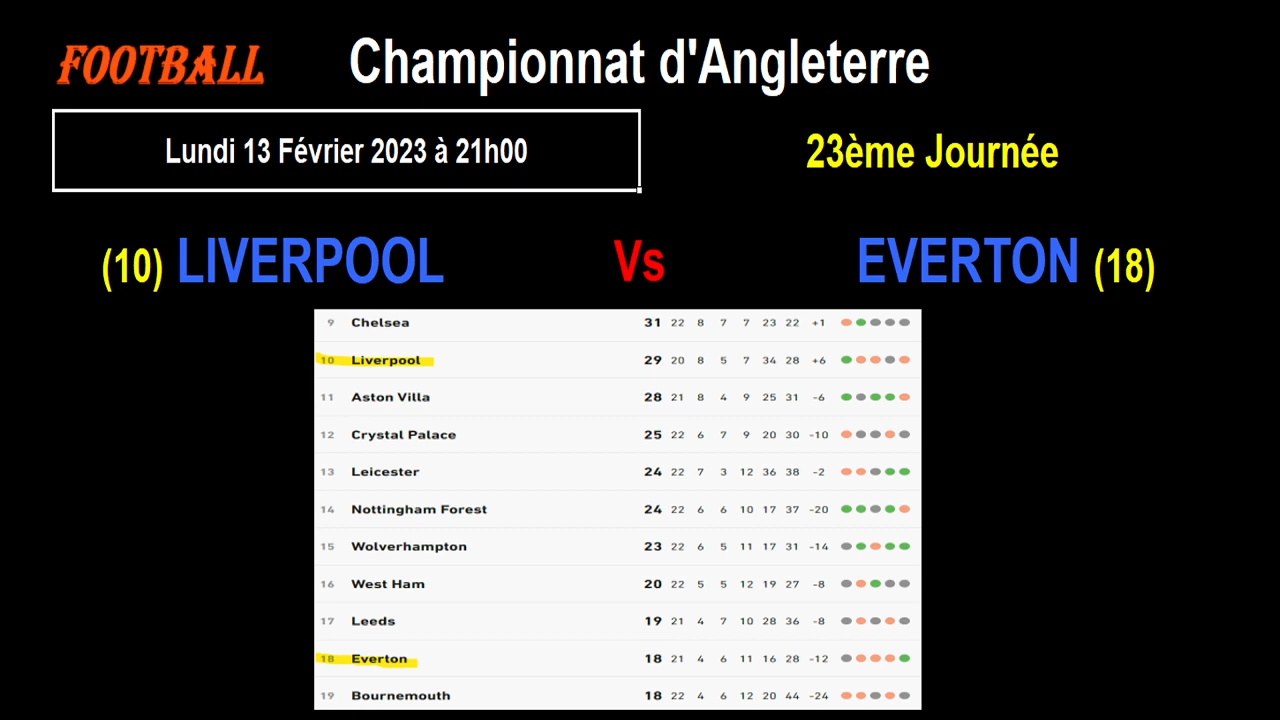 FOOTBALL Championnat d'Angleterre
Lundi 13 Février 2023 à 21h00 23ème Journée
(10) LIVERPOOL Vs EVERTON (18)
9 Chelsea 31 22 8 7 7 23 22 +1
10 Liverpool 29 20 8 5 7 34 28 +6
11 Aston Villa 28 21 8 4 9 25 31 -6
12 Crystal Palace 25 22 6 7 9 20 30 -10
13 Leicester 24 22 7 3 12 36 38 -2
14 Nottingham Forest 24 22 6 6 10 17 37 -20
15 Wolverhampton 23 22 6 5 11 17 31 -14
16 West Ham 20 22 5 5 12 19 27 -8
17 Leeds 19 21 4 7 10 28 36 -8
18 Everton 18 21 4 6 11 16 28 -12
19 Bournemouth 18 22 4 6 12 20 44 -24